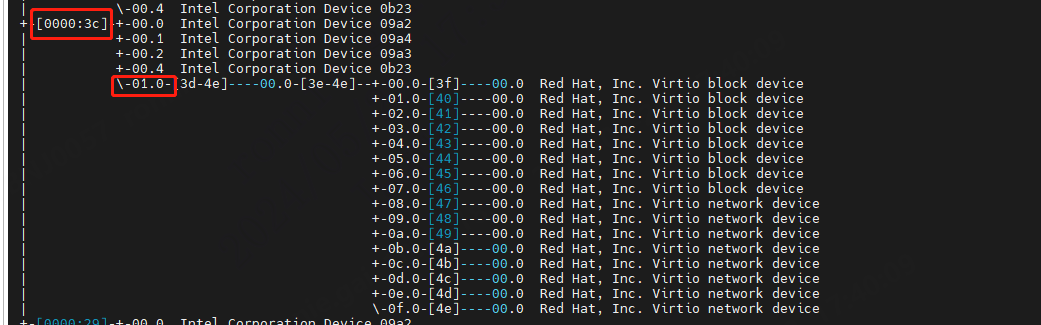 |           \-00.4  Intel Corporation Device 0b23
+-[0000:3c]-+-00.0  Intel Corporation Device 09a2
|           +-00.1  Intel Corporation Device 09a4
|           +-00.2  Intel Corporation Device 09a3
|           +-00.4  Intel Corporation Device 0b23
|           \-01.0-[3d-4e]----00.0-[3e-4e]--+-00.0-[3f]----00.0  Red Hat, Inc. Virtio block device
|                                           +-01.0-[40]----00.0  Red Hat, Inc. Virtio block device
|                                           +-02.0-[41]----00.0  Red Hat, Inc. Virtio block device
|                                           +-03.0-[42]----00.0  Red Hat, Inc. Virtio block device
|                                           +-04.0-[43]----00.0  Red Hat, Inc. Virtio block device
|                                           +-05.0-[44]----00.0  Red Hat, Inc. Virtio block device
|                                           +-06.0-[45]----00.0  Red Hat, Inc. Virtio block device
|                                           +-07.0-[46]----00.0  Red Hat, Inc. Virtio block device
|                                           +-08.0-[47]----00.0  Red Hat, Inc. Virtio network device
|                                           +-09.0-[48]----00.0  Red Hat, Inc. Virtio network device
|                                           +-0a.0-[49]----00.0  Red Hat, Inc. Virtio network device
|                                           +-0b.0-[4a]----00.0  Red Hat, Inc. Virtio network device
|                                           +-0c.0-[4b]----00.0  Red Hat, Inc. Virtio network device
|                                           +-0d.0-[4c]----00.0  Red Hat, Inc. Virtio network device
|                                           +-0e.0-[4d]----00.0  Red Hat, Inc. Virtio network device
|                                           \-0f.0-[4e]----00.0  Red Hat, Inc. Virtio network device
+-[0000:29]-+-00.0  Intel Corporation Device 09a2